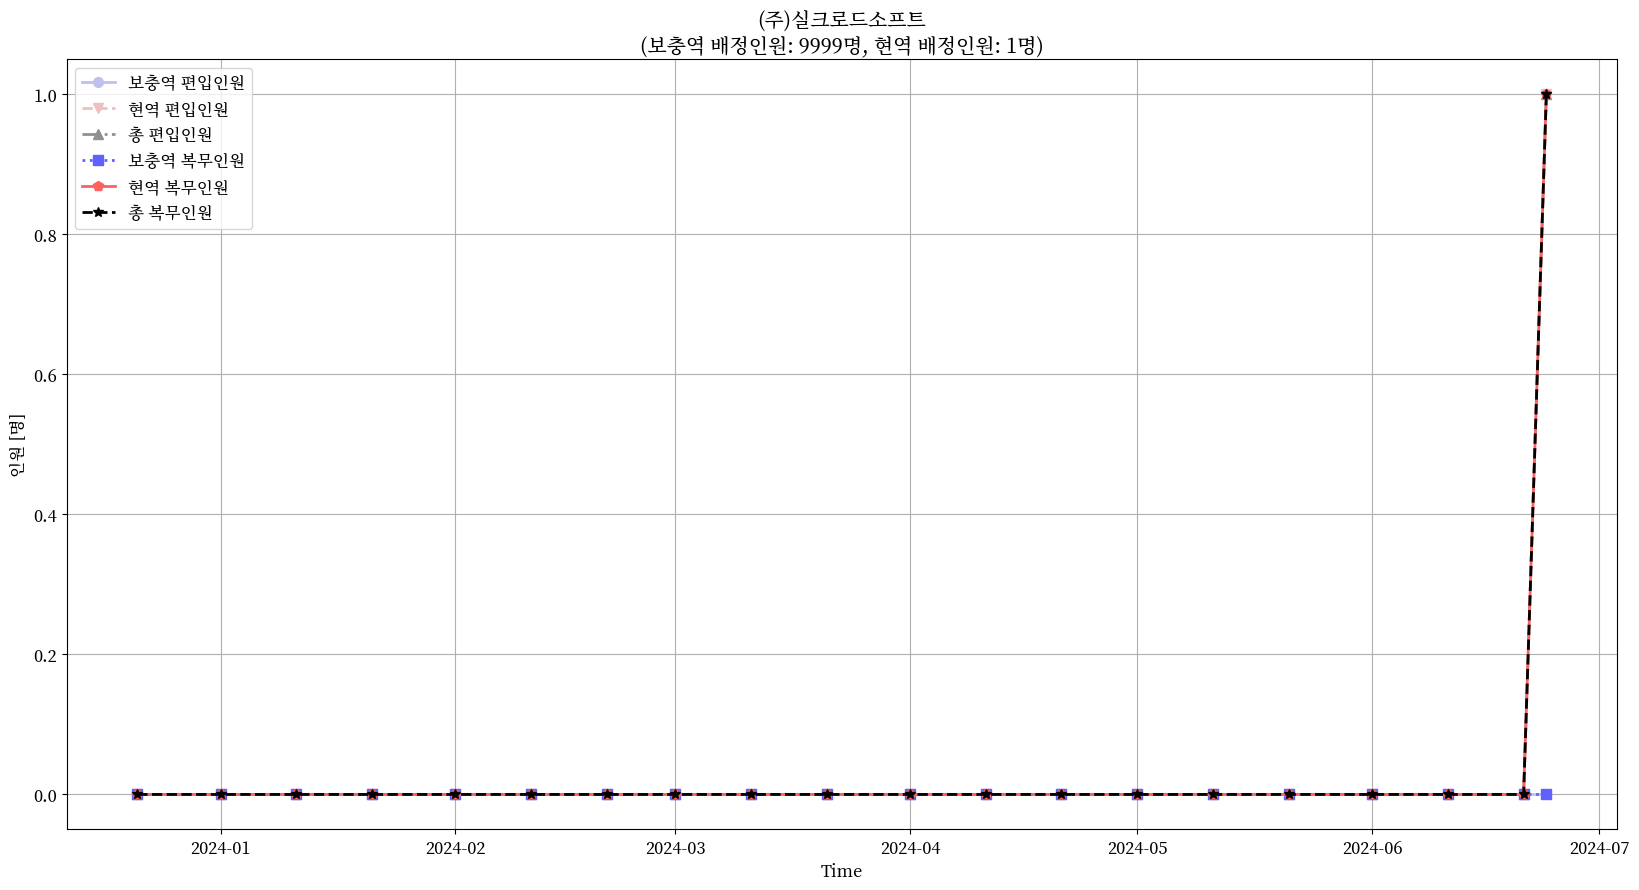 (주)실크로드소프트
(보충역 배정인원: 9999명, 현역 배정인원: 1명)
보충역 편입인원
현역 편입인원
총 편입인원
보충역 복무인원
현역 복무인원
총 복무인원
1.0
0.8
0.6
0.4
0.2
0.0
인원 [명]
2024-01
2024-02
2024-03
2024-04
2024-05
2024-06
2024-07
Time